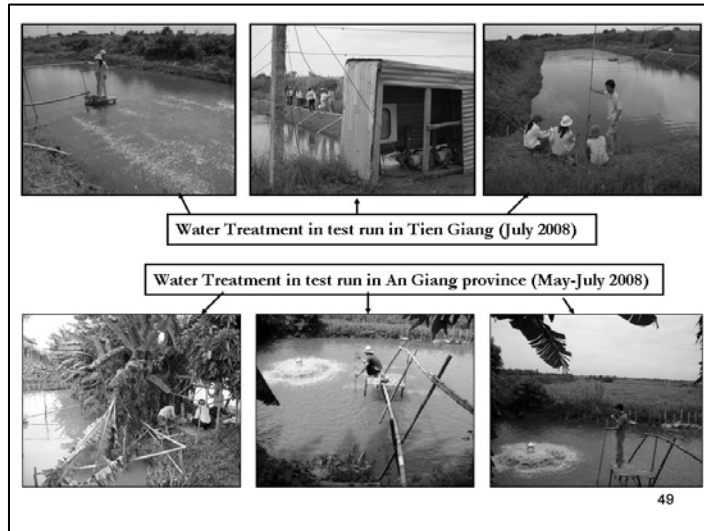 Water Treatment in test run in Tien Giang (July 2008)
Water Treatment in test run in An Giang province (May-July 2008)
49